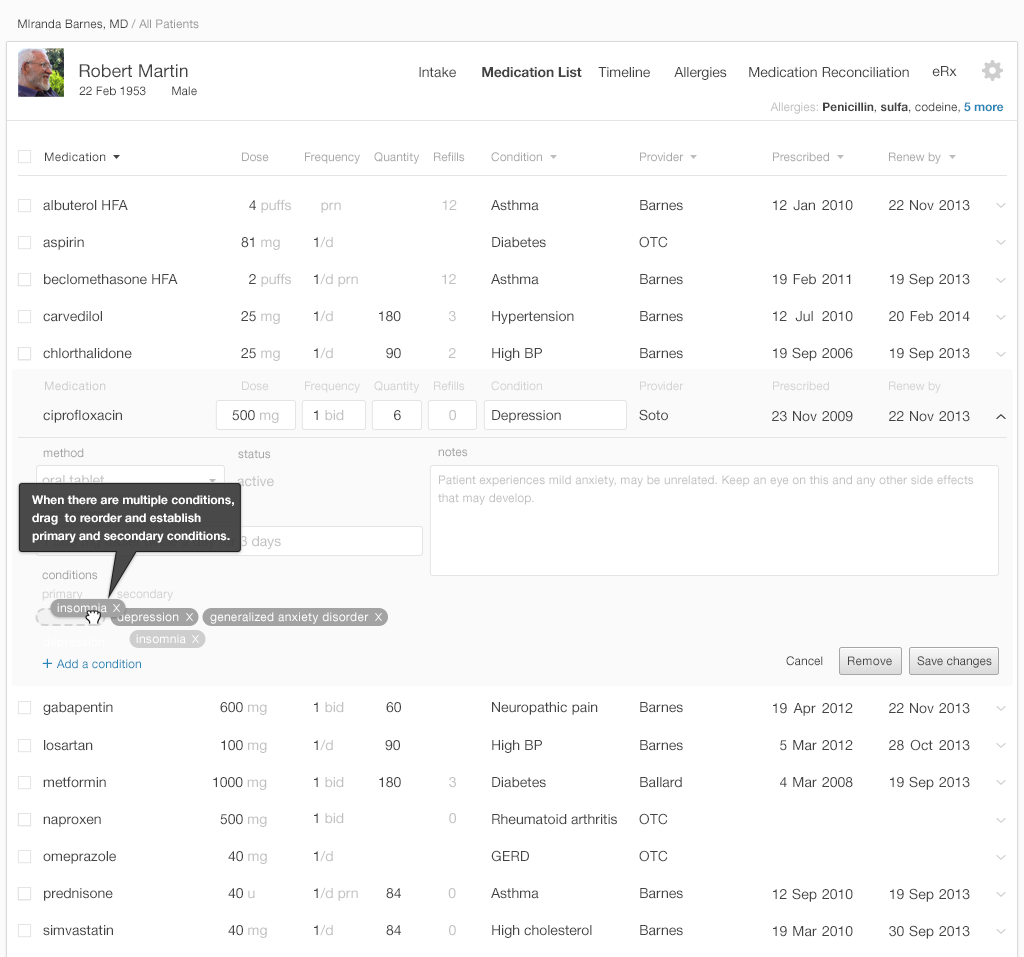 MIranda Barnes, MD / All Patients
Robert Martin
22 Feb 1953 Male
Intake Medication List Timeline Allergies Medication Reconciliation eRx
Allergies: Penicillin, sulfa, codeine, 5 more
Medication Dose Frequency Quantity Refills Condition Provider Prescribed Renew by
albuterol HFA 4 puffs prn 12 Asthma Barnes 12 Jan 2010 22 Nov 2013
aspirin 81 mg 1/d Diabetes OTC
beclomethasone HFA 2 puffs 1/d prn 12 Asthma Barnes 19 Feb 2011 19 Sep 2013
carvedilol 25 mg 1/d 180 3 Hypertension Barnes 12 Jul 2010 20 Feb 2014
chlorthalidone 25 mg 1/d 90 2 High BP Barnes 19 Sep 2006 19 Sep 2013
Medication Dose Frequency Quantity Refills Condition Provider Prescribed Renew by
ciprofloxacin 500 mg 1 bid 6 0 Depression Soto 23 Nov 2009 22 Nov 2013
method status notes
oral tablet active
Patient experiences mild anxiety, may be unrelated. Keep an eye on this and any other side effects
that may develop.
When there are multiple conditions,
drag to reorder and establish
primary and secondary conditions.
3 days
conditions
primary secondary
insomnia X
depression X generalized anxiety disorder X
insomnia X
+ Add a condition
Cancel Remove Save changes
gabapentin 600 mg 1 bid 60 Neuropathic pain Barnes 19 Apr 2012 22 Nov 2013
losartan 100 mg 1/d 90 High BP Barnes 5 Mar 2012 28 Oct 2013
metformin 1000 mg 1 bid 180 3 Diabetes Ballard 4 Mar 2008 19 Sep 2013
naproxen 500 mg 1 bid 0 Rheumatoid arthritis OTC
omeprazole 40 mg 1/d GERD OTC
prednisone 40 u 1/d prn 84 0 Asthma Barnes 12 Sep 2010 19 Sep 2013
simvastatin 40 mg 1/d 84 0 High cholesterol Barnes 19 Mar 2010 30 Sep 2013